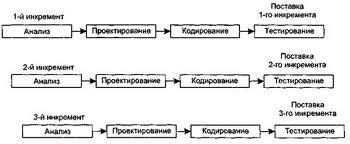 Поставка
1-й инкремент 1-го инкремента
Анализ Проектирование Кодирование Тестирование
Поставка
2-й инкремент 2-го инкремента
Анализ Проектирование Кодирование Тестирование
Поставка
3-й инкремент 3-го инкремента
Анализ Проектирование Кодирование Тестирование